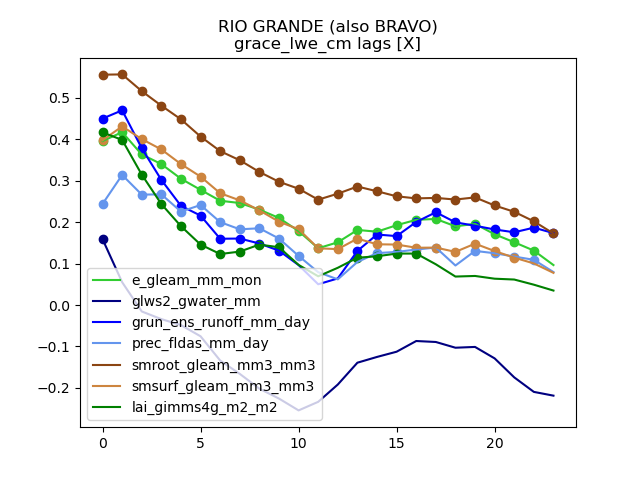 RIO GRANDE (also BRAVO)
grace_lwe_cm lags [X]
0.5
0.4
0.3
0.2
0.1
0.0
−0.1
−0.2
e_gleam_mm_mon
glws2_gwater_mm
grun_ens_runoff_mm_day
prec_fldas_mm_day
smroot_gleam_mm3_mm3
smsurf_gleam_mm3_mm3
lai_gimms4g_m2_m2
0 5 10 15 20